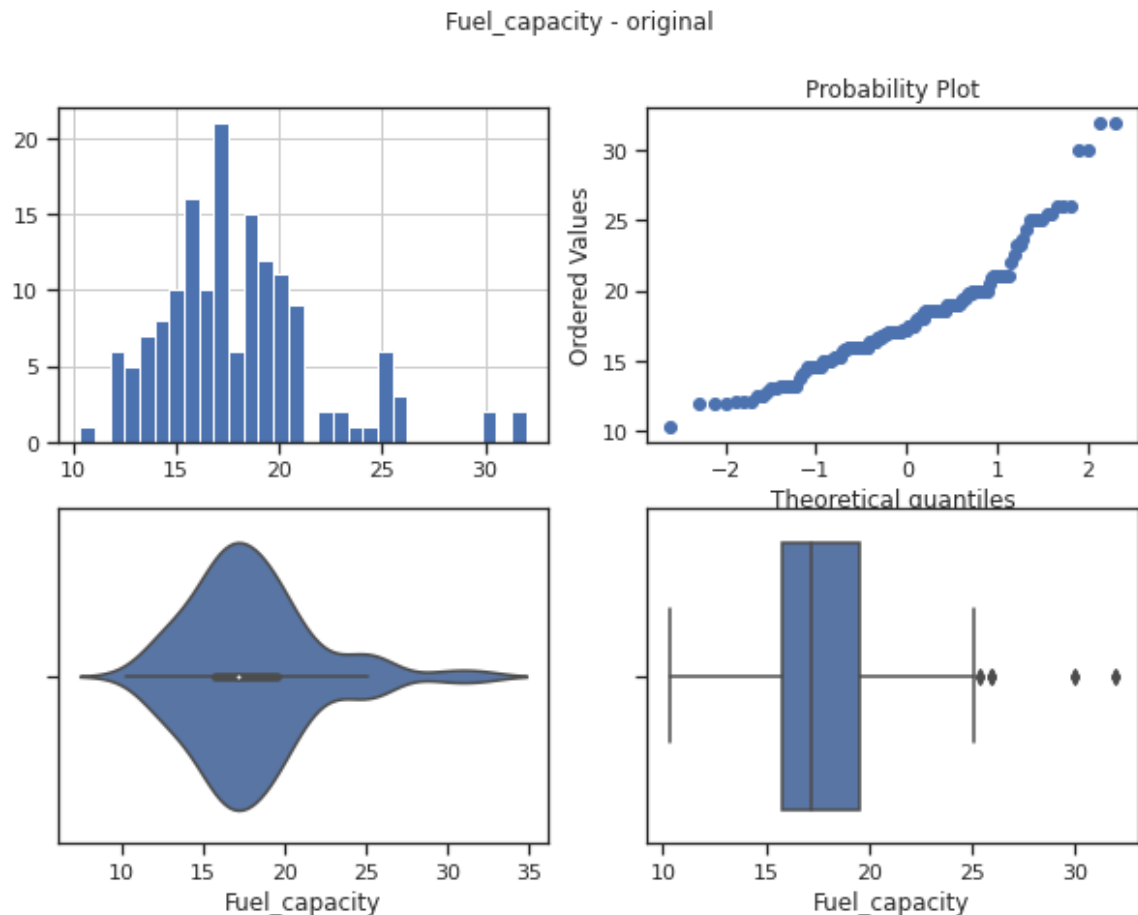 Fuel_capacity - original
20
15
10
5
0
10 15 20 25 30
Probability Plot
Ordered Values
30
25
20
15
10
−2 −1 0 1 2
Theoretical quantiles
10 15 20 25 30 35
Fuel_capacity
10 15 20 25 30
Fuel_capacity